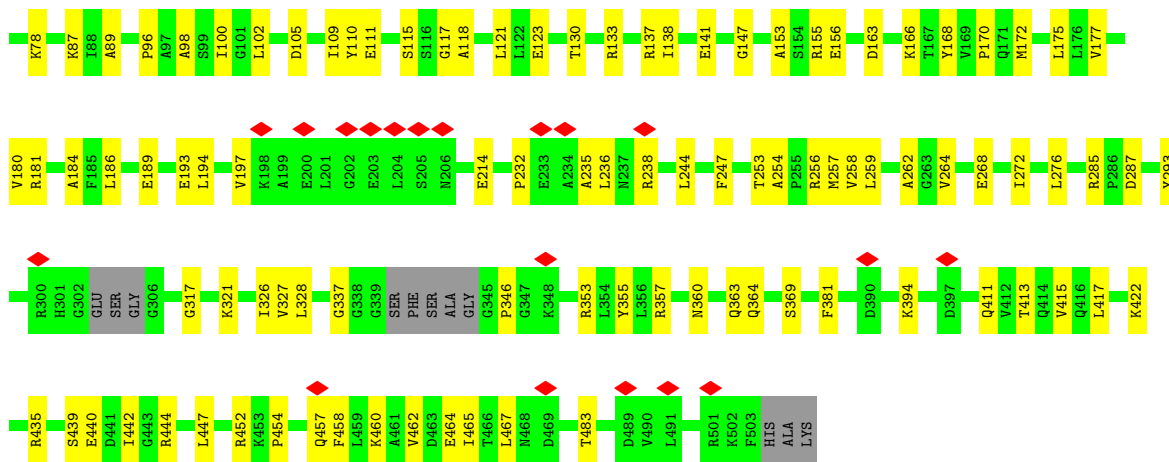 K78 K87 I88 A89 P96 A97 A98 S99 I100 G101 L102 D105 I109 Y110 E111 S115 S116 G117 A118 L121 L122 E123 T130 R133 R137 I138 E141 G147 A153 S154 R155 E156 D163 K166 T167 Y168 V169 P170 Q171 M172 L175 L176 V177
V180 R181 A184 F185 L186 E189 E193 L194 V197 K198 A199 E200 L201 G202 E203 L204 S205 N206 E214 P232 E233 A234 A235 L236 N237 R238 L244 F247 T253 A254 P255 R256 M257 V258 L259 A262 G263 V264 E268 I272 L276 R285 P286 D287
R300 H301 G302 GLU SER GLY G306 G317 K321 I326 V327 L328 G337 G338 G339 SER PHE SER ALA GLY G345 P346 G347 K348 R353 L354 Y355 L356 R357 N360 Q363 Q364 S369 F381 D390 K394 D397 Q411 V412 T413 Q414 V415 Q416 L417 K422
R435 S439 E440 D441 I442 G443 R444 L447 R452 K453 P454 Q457 F458 L459 K460 A461 V462 D463 E464 I465 T466 L467 N468 D469 T483 D489 V490 L491 R501 K502 F503 HIS ALA LYS